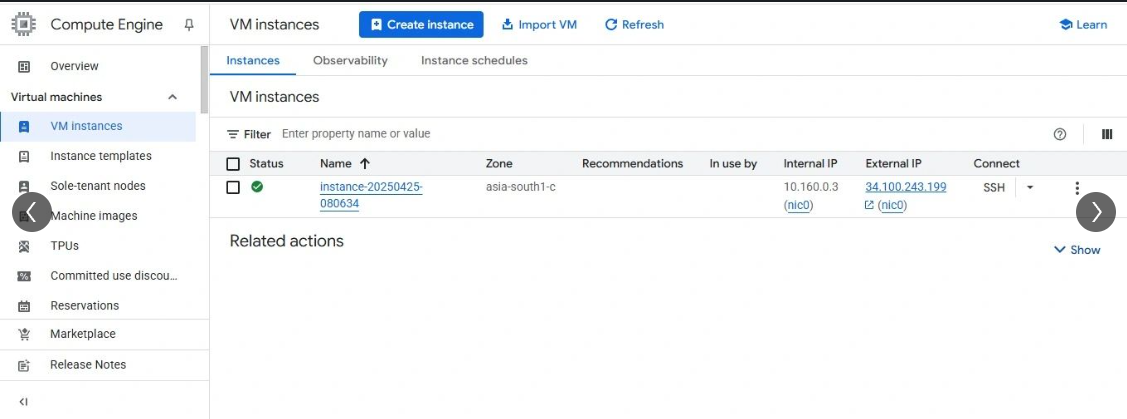 Compute Engine
VM instances
Create instance
Import VM
Refresh
Learn
Overview
Virtual machines
VM instances
Instance templates
Sole-tenant nodes
Machine images
TPUs
Committed use discou...
Reservations
Marketplace
Release Notes
Instances
Observability
Instance schedules
VM instances
Filter Enter property name or value
Status Name Zone Recommendations In use by Internal IP External IP Connect
instance-20250425- asia-south1-c 10.160.0.3 34.100.243.199 SSH
080634 (nic0) (nic0)
Related actions
Show